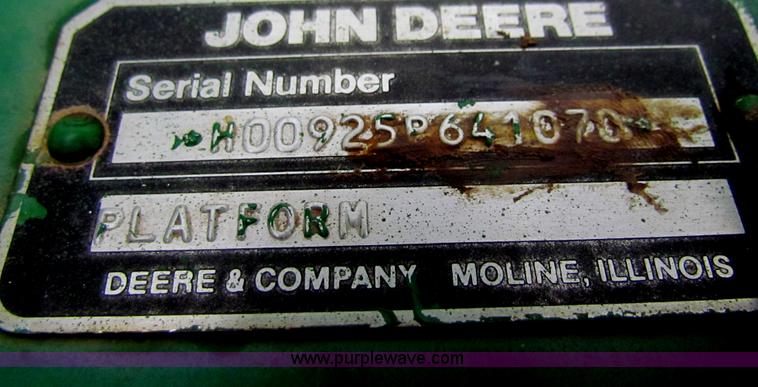 JOHN DEERE
Serial Number
*H00925P641070*
PLATFORM
DEERE & COMPANY MOLINE, ILLINOIS
www.purplewave.com